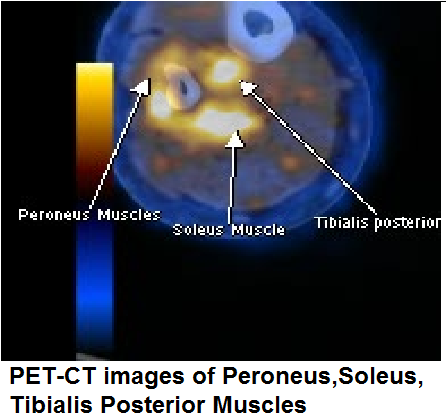 Peroneus Muscles
Soleus Muscle
Tibialis posterior
PET-CT images of Peroneus,Soleus,
Tibialis Posterior Muscles